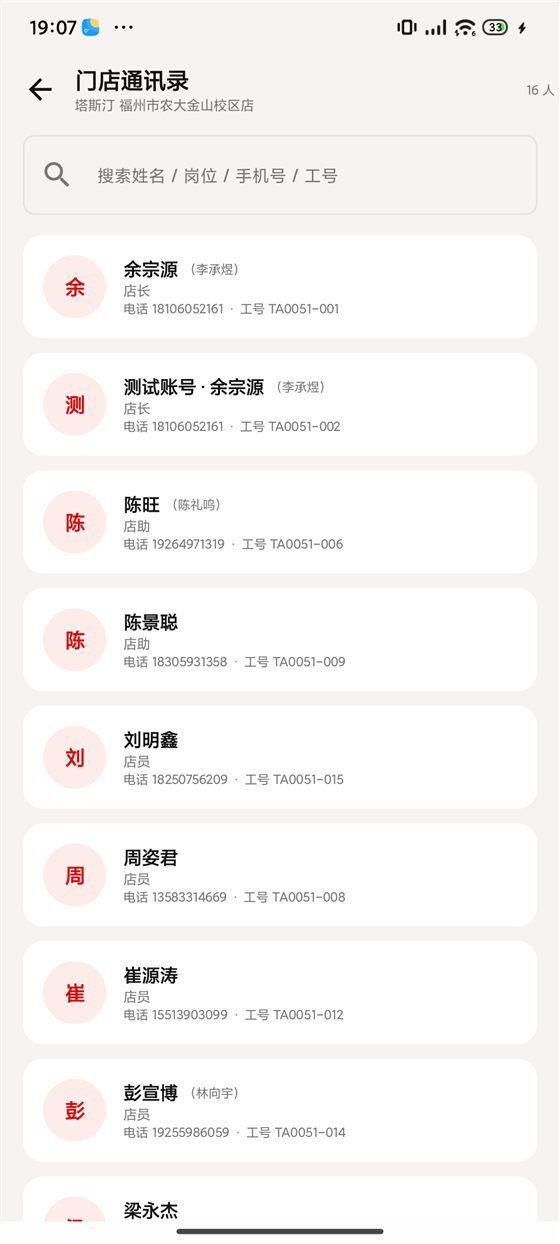 19:07 ...
33
门店通讯录
塔斯汀 福州市农大金山校区店
16 人
搜索姓名 / 岗位 / 手机号 / 工号
余
余宗源 （李承煜）
店长
电话 18106052161 · 工号 TA0051-001
测
测试账号 · 余宗源 （李承煜）
店长
电话 18106052161 · 工号 TA0051-002
陈
陈旺 （陈礼鸣）
店助
电话 19264971319 · 工号 TA0051-006
陈
陈景聪
店助
电话 18305931358 · 工号 TA0051-009
刘
刘明鑫
店员
电话 18250756209 · 工号 TA0051-015
周
周姿君
店员
电话 13583314669 · 工号 TA0051-008
崔
崔源涛
店员
电话 15513903099 · 工号 TA0051-012
彭
彭宣博 （林向宇）
店员
电话 19255986059 · 工号 TA0051-014
梁永杰